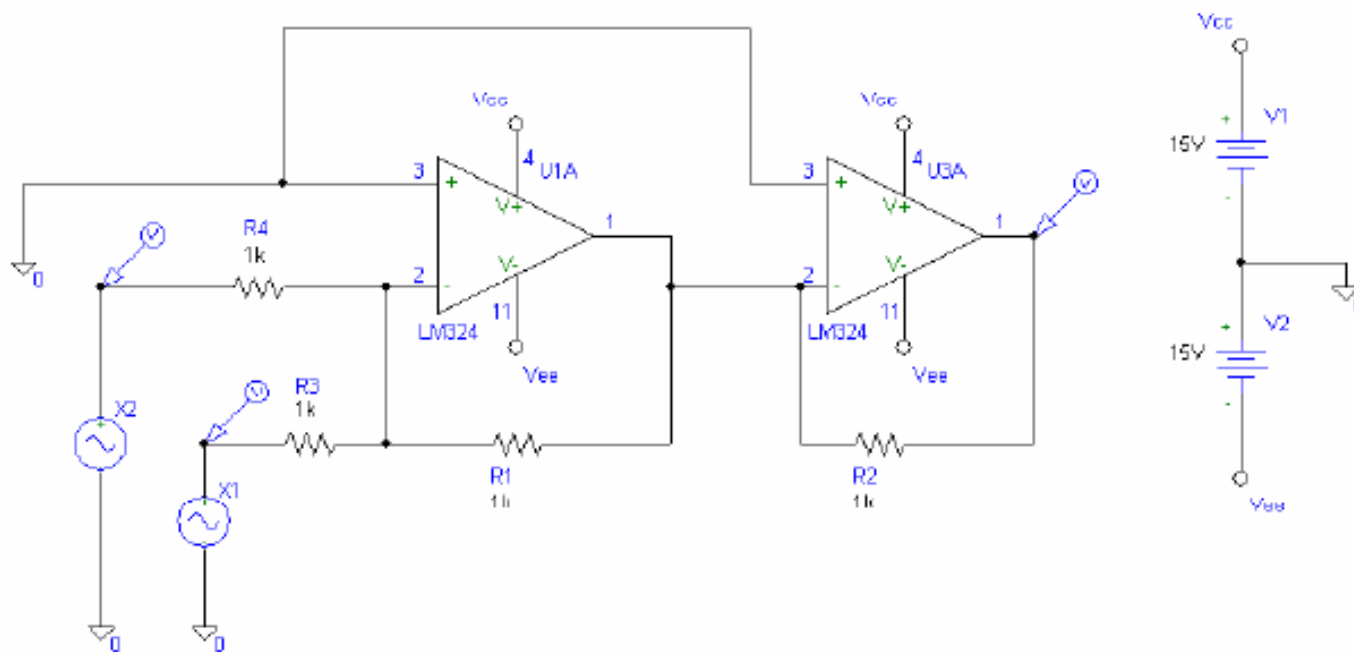 Vcc
Vcc
Vcc
V1
+
15V
-
3
+
4
U1A
V+
1
3
+
4
U3A
V+
1
V
V
R4
1k
0
2
-
V-
11
LM324
Vee
2
-
V-
11
LM324
Vee
V2
+
15V
-
V
R3
1k
X2
+
X1
+
R1
1k
R2
1k
Vee
0
0